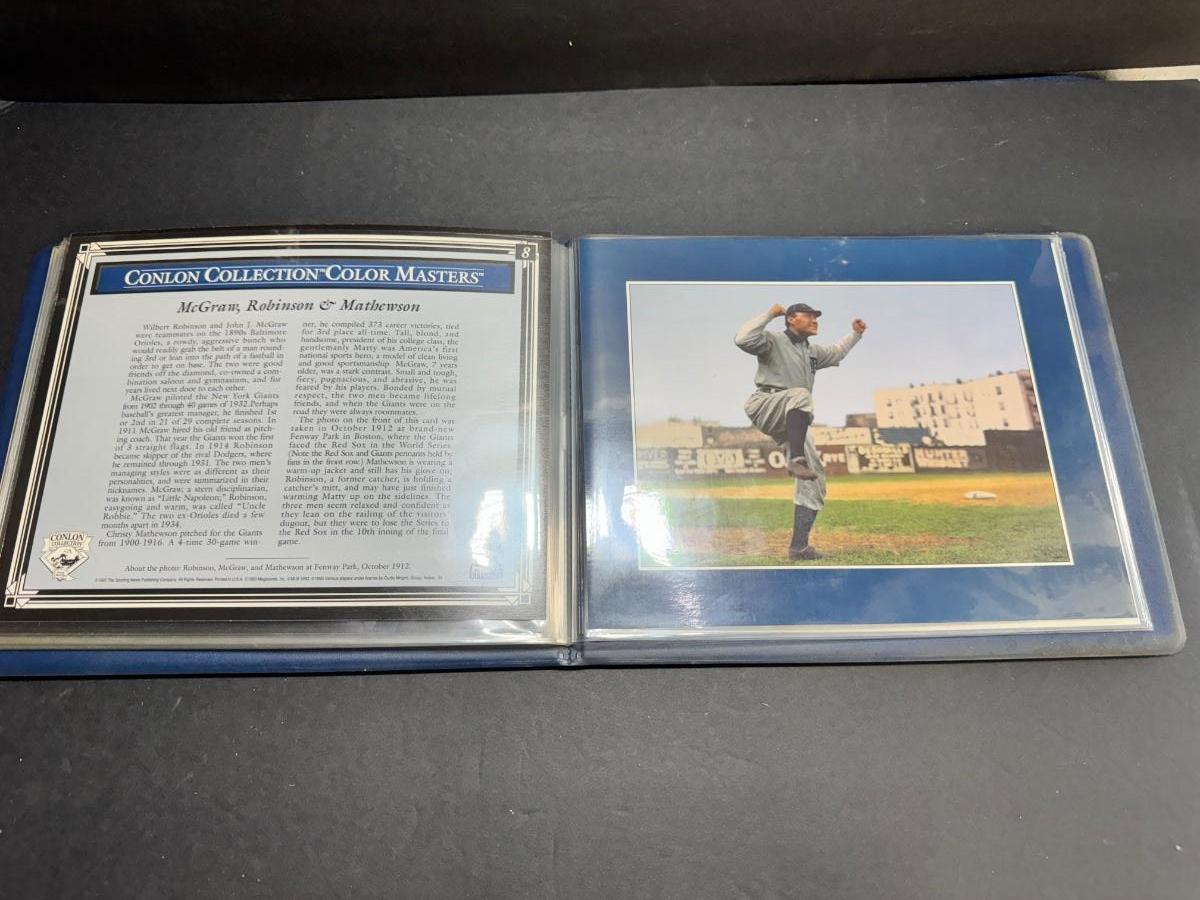 8
CONLON COLLECTION™ COLOR MASTERS™
McGraw, Robinson & Mathewson
Wilbert Robinson and John J. McGraw
were teammates on the 1890s Baltimore
Orioles, a rowdy, aggressive bunch who
would readily grab the belt of a man round-
ing 3rd or lean into the path of a fastball in
order to get on base. The two were good
friends off the diamond, co-owned a com-
bination saloon and gymnasium, and for
years lived next door to each other.
McGraw piloted the New York Giants
from 1902 through 40 games of 1932. Perhaps
baseball's greatest manager, he finished 1st
or 2nd in 21 of 29 complete seasons. In
1911 McGraw hired his old friend as pitch-
ing coach. That year the Giants won the first
of 3 straight flags. In 1914 Robinson
became skipper of the rival Dodgers, where
he remained through 1931. The two men's
managing styles were as different as their
personalities, and were summarized in their
nicknames. McGraw, a stern disciplinarian,
was known as "Little Napoleon;" Robinson,
easygoing and warm, was called "Uncle
Robbie." The two ex-Orioles died a few
months apart in 1934.
Christy Mathewson pitched for the Giants
from 1900-1916. A 4-time 30-game win-
ner, he compiled 373 career victories, tied
for 3rd place all-time. Tall, blond, and
handsome, president of his college class, the
gentlemanly Matty was America's first
national sports hero, a model of clean living
and good sportsmanship. McGraw, 7 years
older, was a stark contrast. Small and tough,
fiery, pugnacious, and abrasive, he was
feared by his players. Bonded by mutual
respect, the two men became lifelong
friends, and when the Giants were on the
road they were always roommates.
The photo on the front of this card was
taken in October 1912 at brand-new
Fenway Park in Boston, where the Giants
faced the Red Sox in the World Series.
(Note the Red Sox and Giants pennants held by
fans in the front row.) Mathewson is wearing a
warm-up jacket and still has his glove on;
Robinson, a former catcher, is holding a
catcher's mitt, and may have just finished
warming Matty up on the sidelines. The
three men seem relaxed and confident as
they lean on the railing of the visitors'
dugout, but they were to lose the Series to
the Red Sox in the 10th inning of the final
game.
About the photo: Robinson, McGraw, and Mathewson at Fenway Park, October 1912.
CONLON
COLLECTION